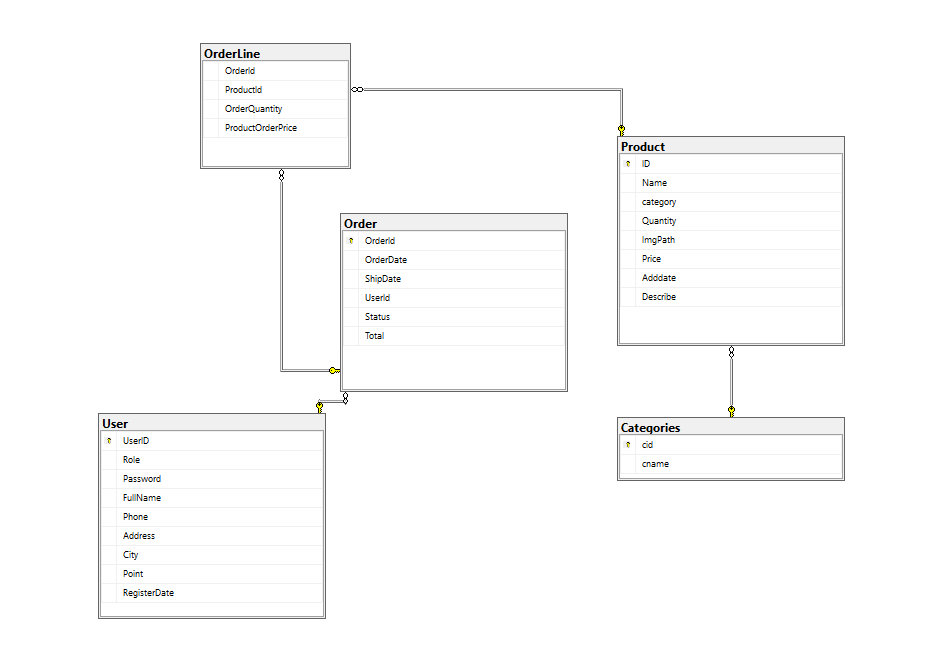 OrderLine
OrderId
ProductId
OrderQuantity
ProductOrderPrice
Product
ID
Name
category
Quantity
ImgPath
Price
Adddate
Describe
Order
OrderId
OrderDate
ShipDate
UserId
Status
Total
User
UserID
Role
Password
FullName
Phone
Address
City
Point
RegisterDate
Categories
cid
cname